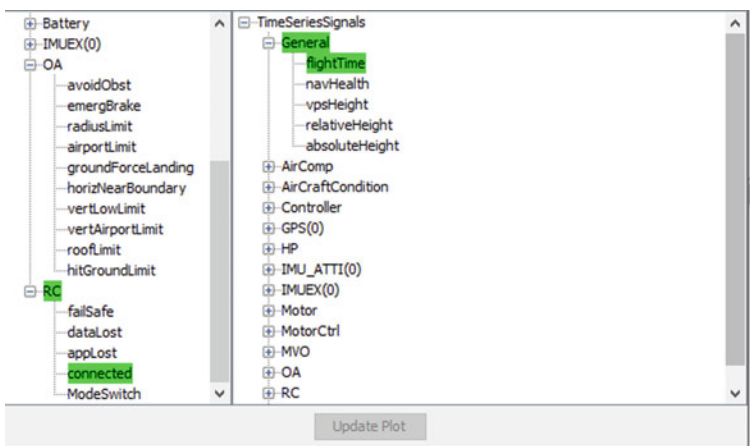 Battery
IMUEX(0)
OA
avoidObst
emergBrake
radiusLimit
airportLimit
groundForceLanding
horizNearBoundary
vertLowLimit
vertAirportLimit
roofLimit
hitGroundLimit
RC
failSafe
dataLost
appLost
connected
ModeSwitch
TimeSeriesSignals
General
flightTime
navHealth
vpsHeight
relativeHeight
absoluteHeight
AirComp
AirCraftCondition
Controller
GPS(0)
HP
IMU_ATTI(0)
IMUEX(0)
Motor
MotorCtrl
MVO
OA
RC
Update Plot